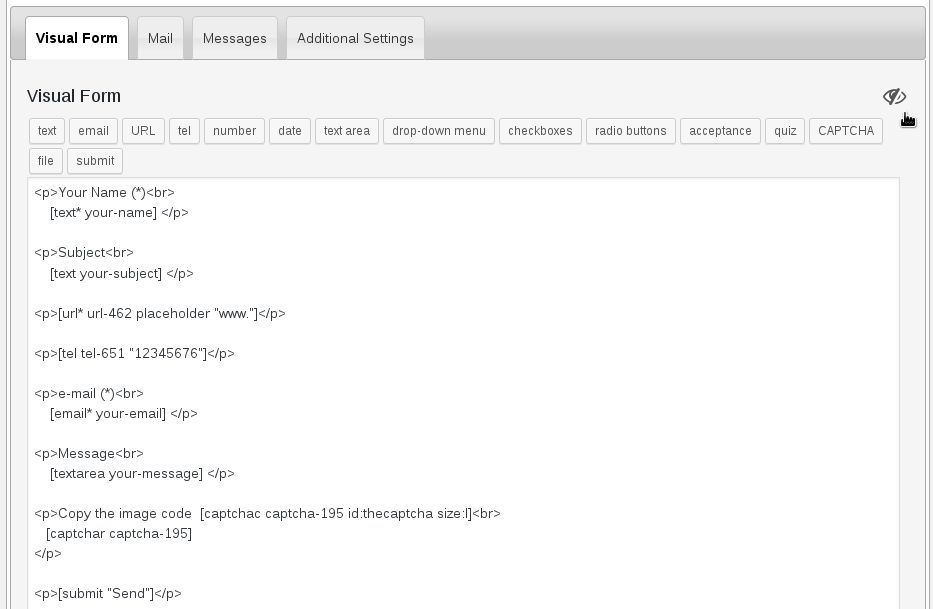 Visual Form Mail Messages Additional Settings
Visual Form
text email URL tel number date text area drop-down menu checkboxes radio buttons acceptance quiz CAPTCHA
file submit
<p>Your Name (*)<br>
[text* your-name] </p>
<p>Subject<br>
[text your-subject] </p>
<p>[url* url-462 placeholder "www."]</p>
<p>[tel tel-651 "12345676"]</p>
<p>e-mail (*)<br>
[email* your-email] </p>
<p>Message<br>
[textarea your-message] </p>
<p>Copy the image code  [captchac captcha-195 id:thecaptcha size:l]<br>
[captchar captcha-195]
</p>
<p>[submit "Send"]</p>